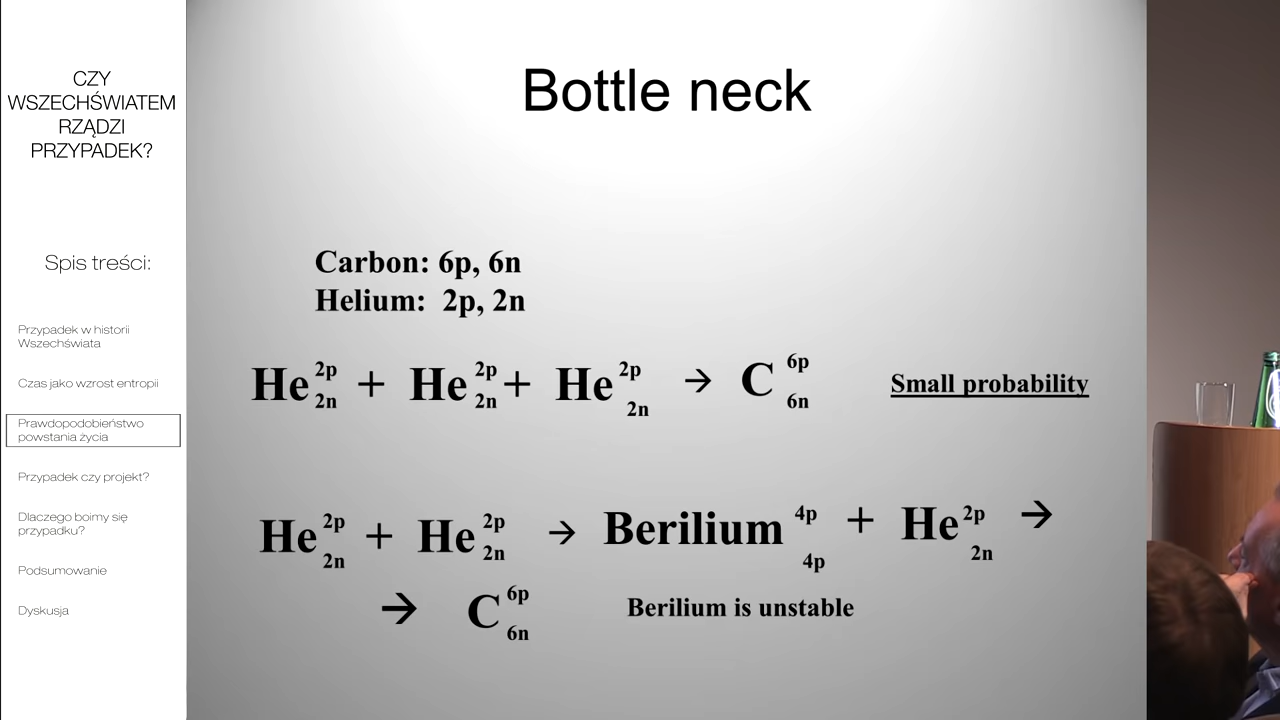 CZY
WSZECHŚWIATEM
RZĄDZI
PRZYPADEK?
Spis treści:
Przypadek w historii
Wszechświata
Czas jako wzrost entropii
Prawdopodobieństwo
powstania życia
Przypadek czy projekt?
Dlaczego boimy się
przypadku?
Podsumowanie
Dyskusja
Bottle neck
Carbon: 6p, 6n
Helium: 2p, 2n
He 2p 2n + He 2p 2n + He 2p 2n → C 6p 6n Small probability
He 2p 2n + He 2p 2n → Berilium 4p 4p + He 2p 2n →
→ C 6p 6n Berilium is unstable